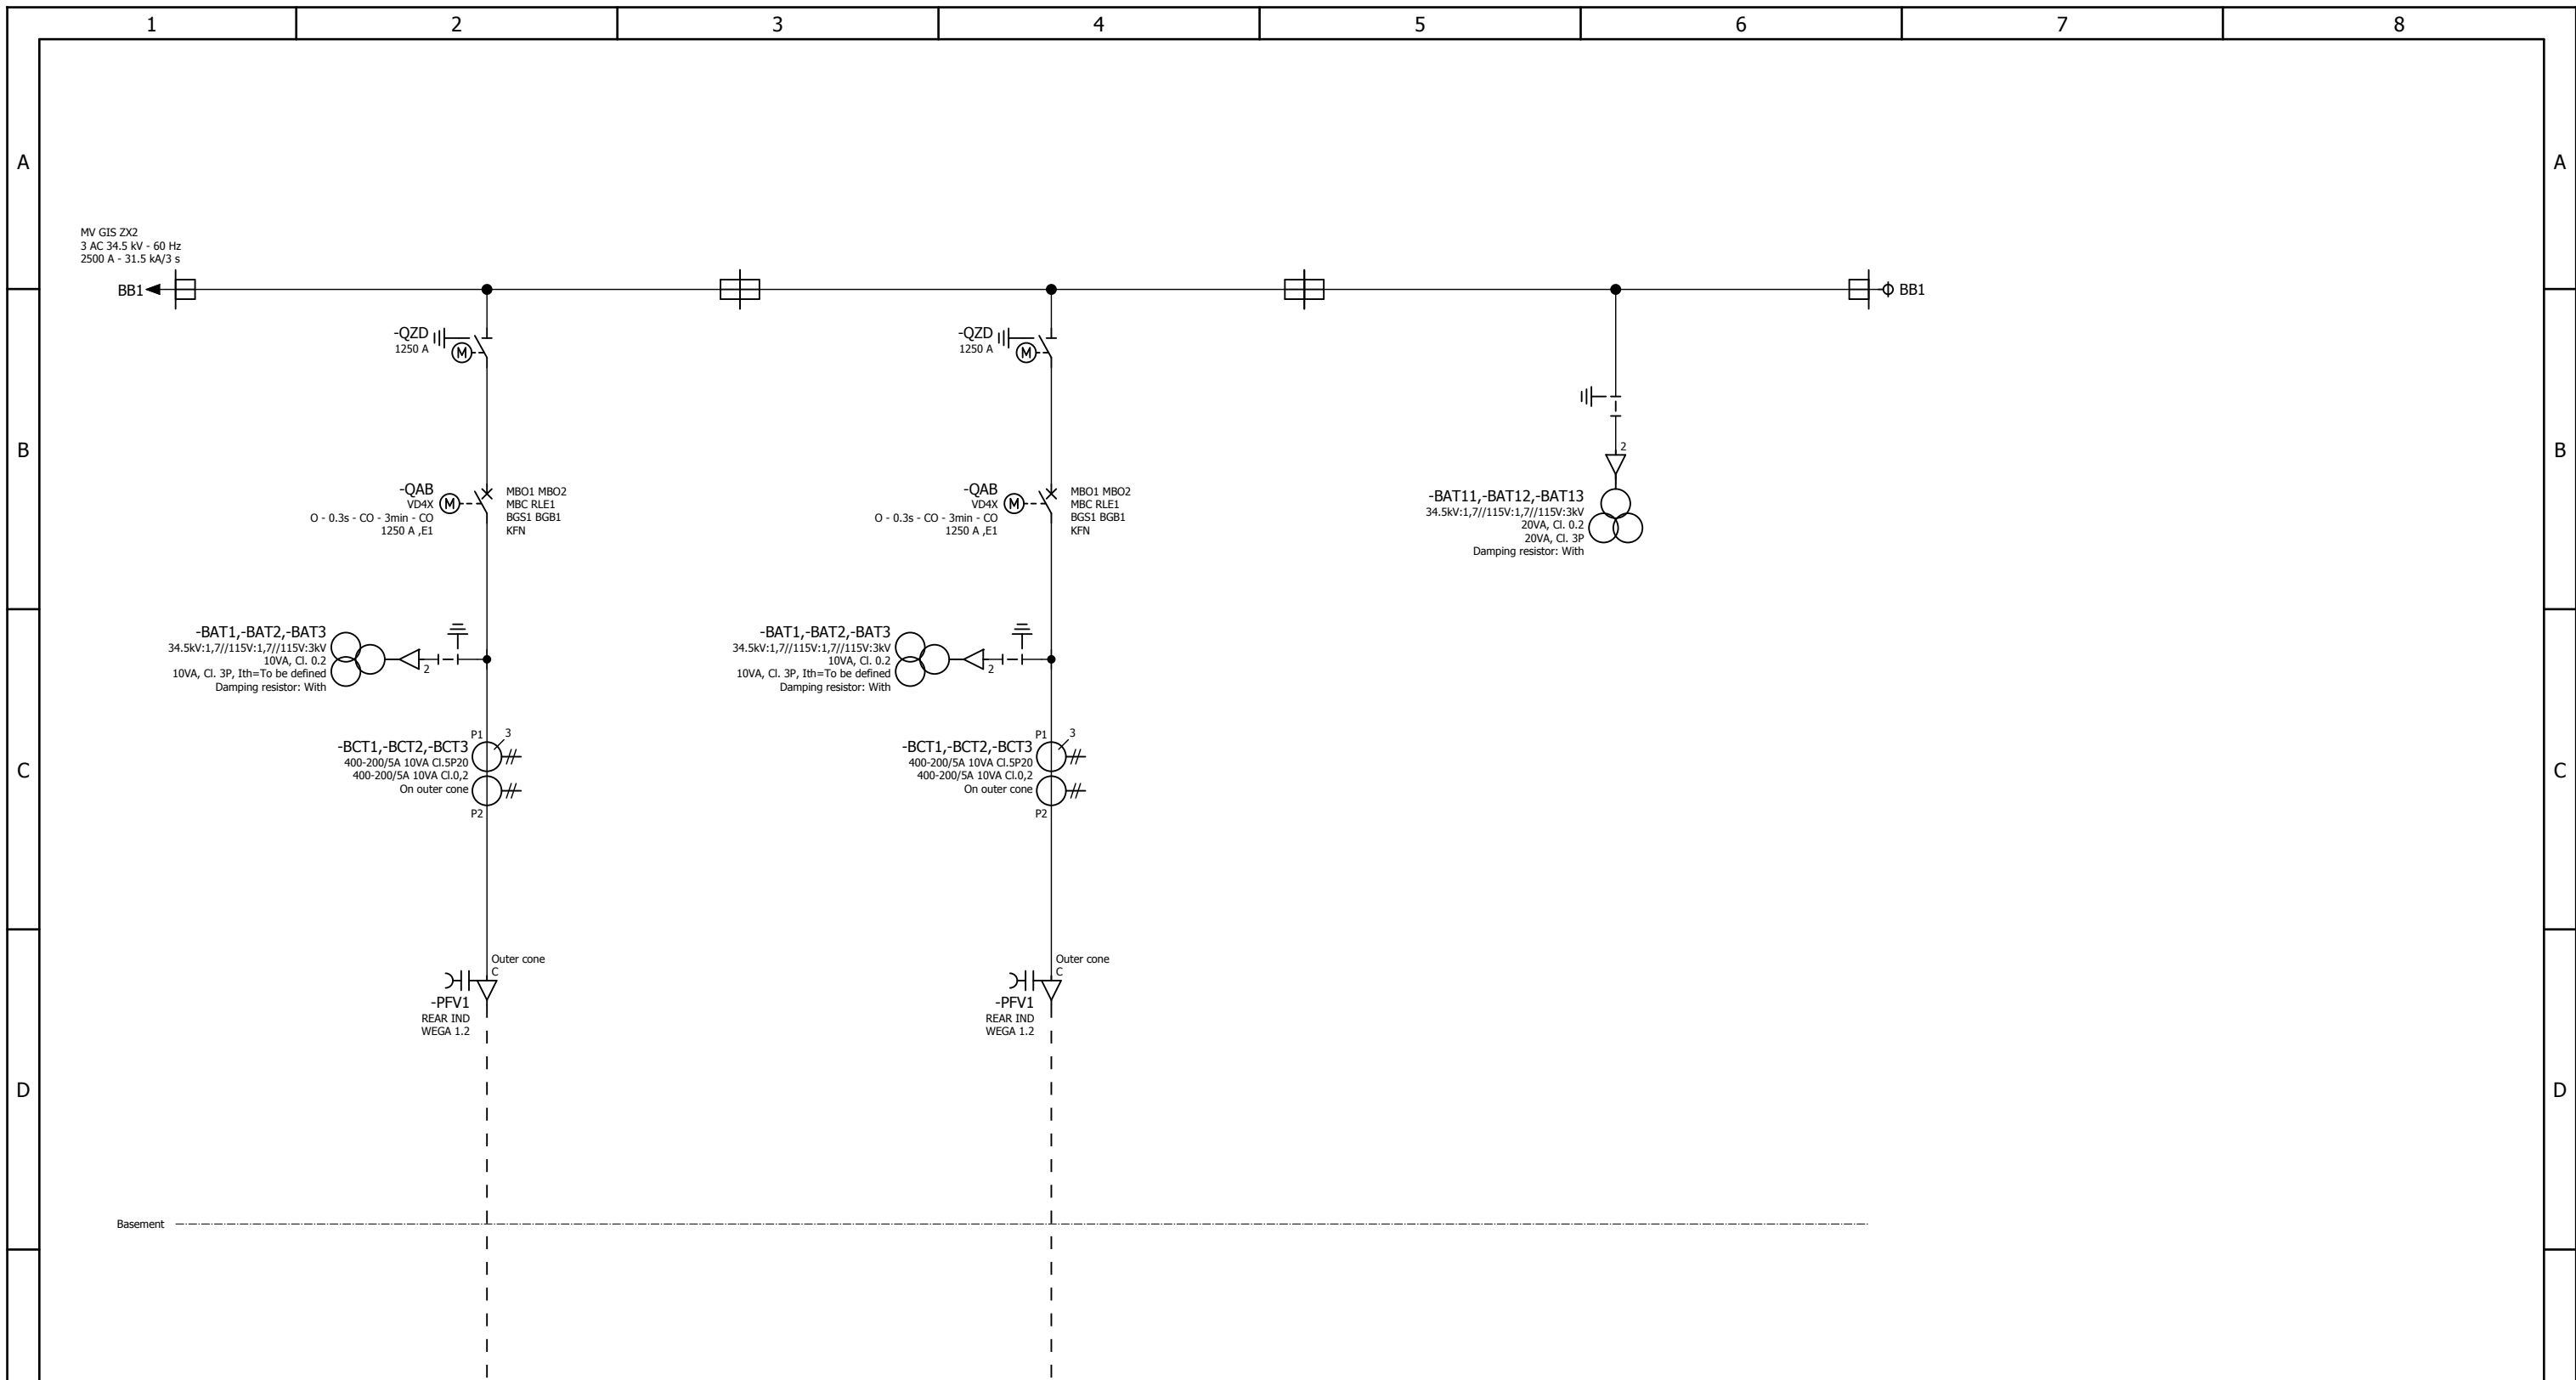 1 2 3 4 5 6 7 8
A A
MV GIS ZX2
3 AC 34.5 kV - 60 Hz
2500 A - 31.5 kA/3 s
BB1 BB1
-QZD
1250 A
M
-QZD
1250 A
M
B B
-QAB
VD4X
O - 0.3s - CO - 3min - CO
1250 A ,E1
M
MBO1 MBO2
MBC RLE1
BGS1 BGB1
KFN
-QAB
VD4X
O - 0.3s - CO - 3min - CO
1250 A ,E1
M
MBO1 MBO2
MBC RLE1
BGS1 BGB1
KFN
2
-BAT11,-BAT12,-BAT13
34.5kV:1,7//115V:1,7//115V:3kV
20VA, Cl. 0.2
20VA, Cl. 3P
Damping resistor: With
-BAT1,-BAT2,-BAT3
34.5kV:1,7//115V:1,7//115V:3kV
10VA, Cl. 0.2
10VA, Cl. 3P, Ith=To be defined
Damping resistor: With
2
-BAT1,-BAT2,-BAT3
34.5kV:1,7//115V:1,7//115V:3kV
10VA, Cl. 0.2
10VA, Cl. 3P, Ith=To be defined
Damping resistor: With
2
C C
P1 3
-BCT1,-BCT2,-BCT3
400-200/5A 10VA Cl.5P20
400-200/5A 10VA Cl.0,2
On outer cone
P2
P1 3
-BCT1,-BCT2,-BCT3
400-200/5A 10VA Cl.5P20
400-200/5A 10VA Cl.0,2
On outer cone
P2
Outer cone
C
-PFV1
REAR IND
WEGA 1.2
Outer cone
C
-PFV1
REAR IND
WEGA 1.2
D D
Basement